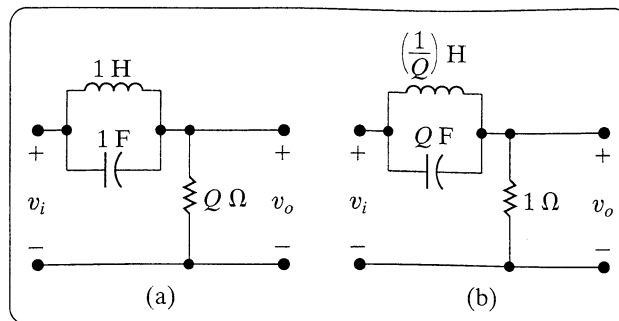 1 H
1 F
+
+
v_i
Q Ω
v_o
−
−
(a)
(1/Q) H
Q F
+
+
v_i
1 Ω
v_o
−
−
(b)